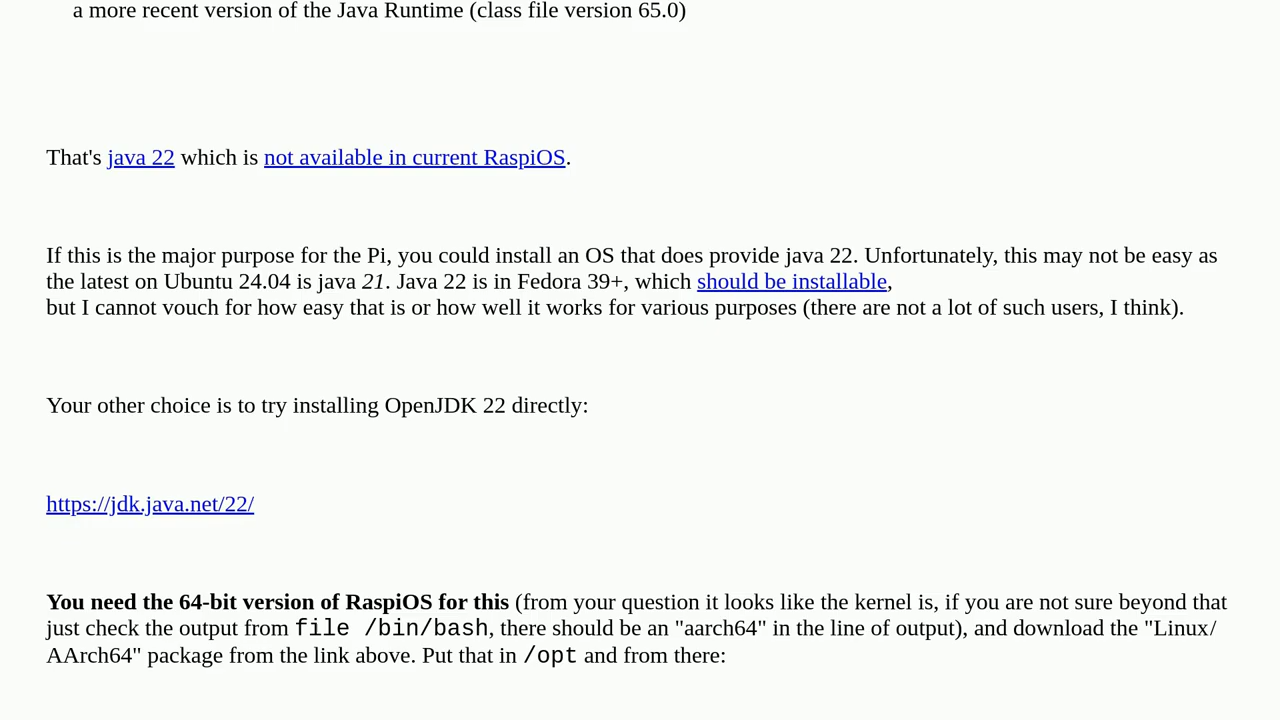 a more recent version of the Java Runtime (class file version 65.0)
That's java 22 which is not available in current RaspiOS.
If this is the major purpose for the Pi, you could install an OS that does provide java 22. Unfortunately, this may not be easy as
the latest on Ubuntu 24.04 is java 21. Java 22 is in Fedora 39+, which should be installable,
but I cannot vouch for how easy that is or how well it works for various purposes (there are not a lot of such users, I think).
Your other choice is to try installing OpenJDK 22 directly:
https://jdk.java.net/22/
You need the 64-bit version of RaspiOS for this (from your question it looks like the kernel is, if you are not sure beyond that
just check the output from file /bin/bash, there should be an "aarch64" in the line of output), and download the "Linux/
AArch64" package from the link above. Put that in /opt and from there: